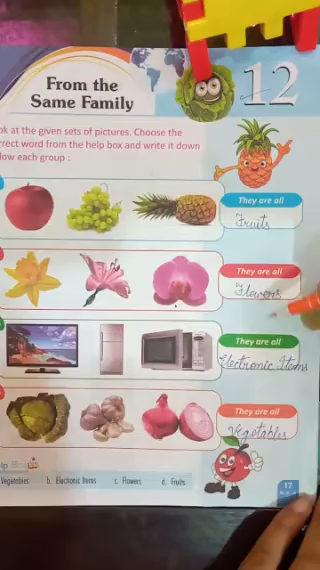 12
From the
Same Family
ok at the given sets of pictures. Choose the
rrect word from the help box and write it down
low each group :
They are all
Fruits
They are all
Flowers
They are all
Electronic Items
They are all
Vegetables
lp
Vegetables b. Electronic Items c. Flowers d. Fruits
17